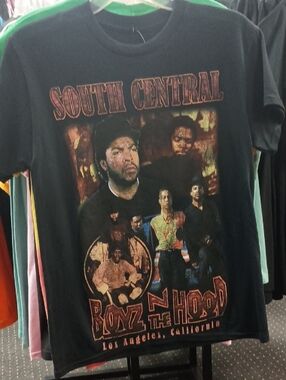 SOUTH CENTRAL
BOYZ N THE HOOD
Los Angeles, California